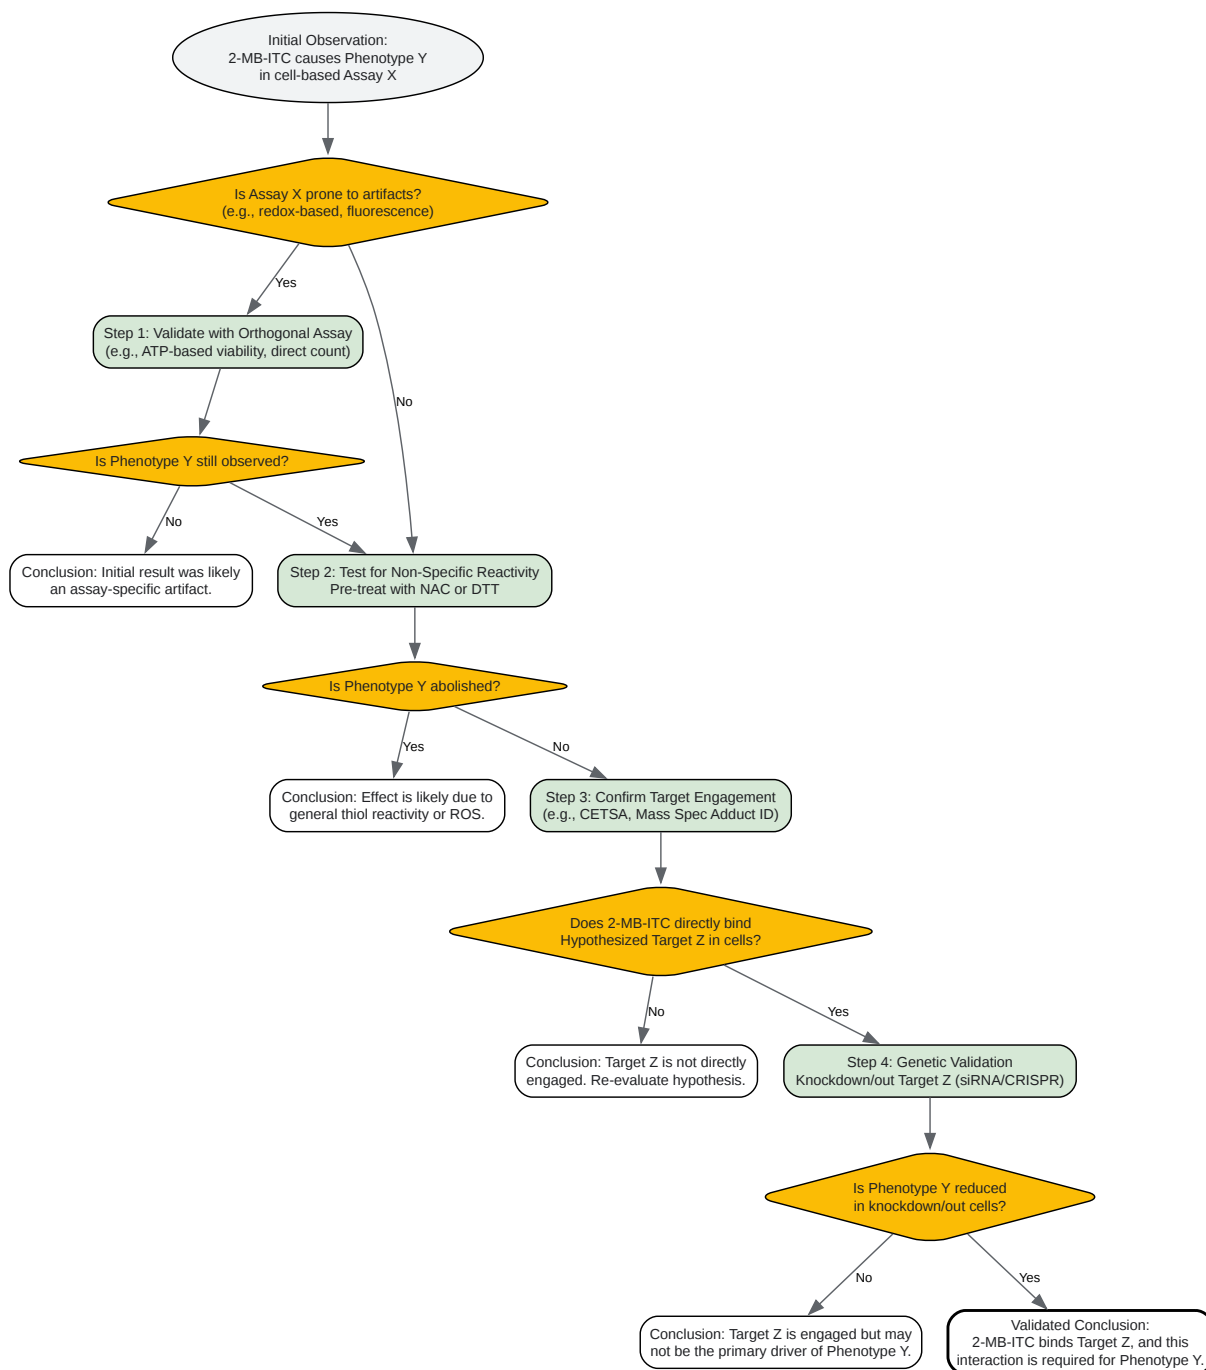 Initial Observation:
2-MB-ITC causes Phenotype Y
in cell-based Assay X
Is Assay X prone to artifacts?
(e.g., redox-based, fluorescence)
Yes
Step 1: Validate with Orthogonal Assay
(e.g., ATP-based viability, direct count)
No
Is Phenotype Y still observed?
No
Yes
Conclusion: Initial result was likely
an assay-specific artifact.
Step 2: Test for Non-Specific Reactivity
Pre-treat with NAC or DTT
Is Phenotype Y abolished?
Yes
No
Conclusion: Effect is likely due to
general thiol reactivity or ROS.
Step 3: Confirm Target Engagement
(e.g., CETSA, Mass Spec Adduct ID)
Does 2-MB-ITC directly bind
Hypothesized Target Z in cells?
No
Yes
Conclusion: Target Z is not directly
engaged. Re-evaluate hypothesis.
Step 4: Genetic Validation
Knockdown/out Target Z (siRNA/CRISPR)
Is Phenotype Y reduced
in knockdown/out cells?
No
Yes
Conclusion: Target Z is engaged but may
not be the primary driver of Phenotype Y.
Validated Conclusion:
2-MB-ITC binds Target Z, and this
interaction is required for Phenotype Y.